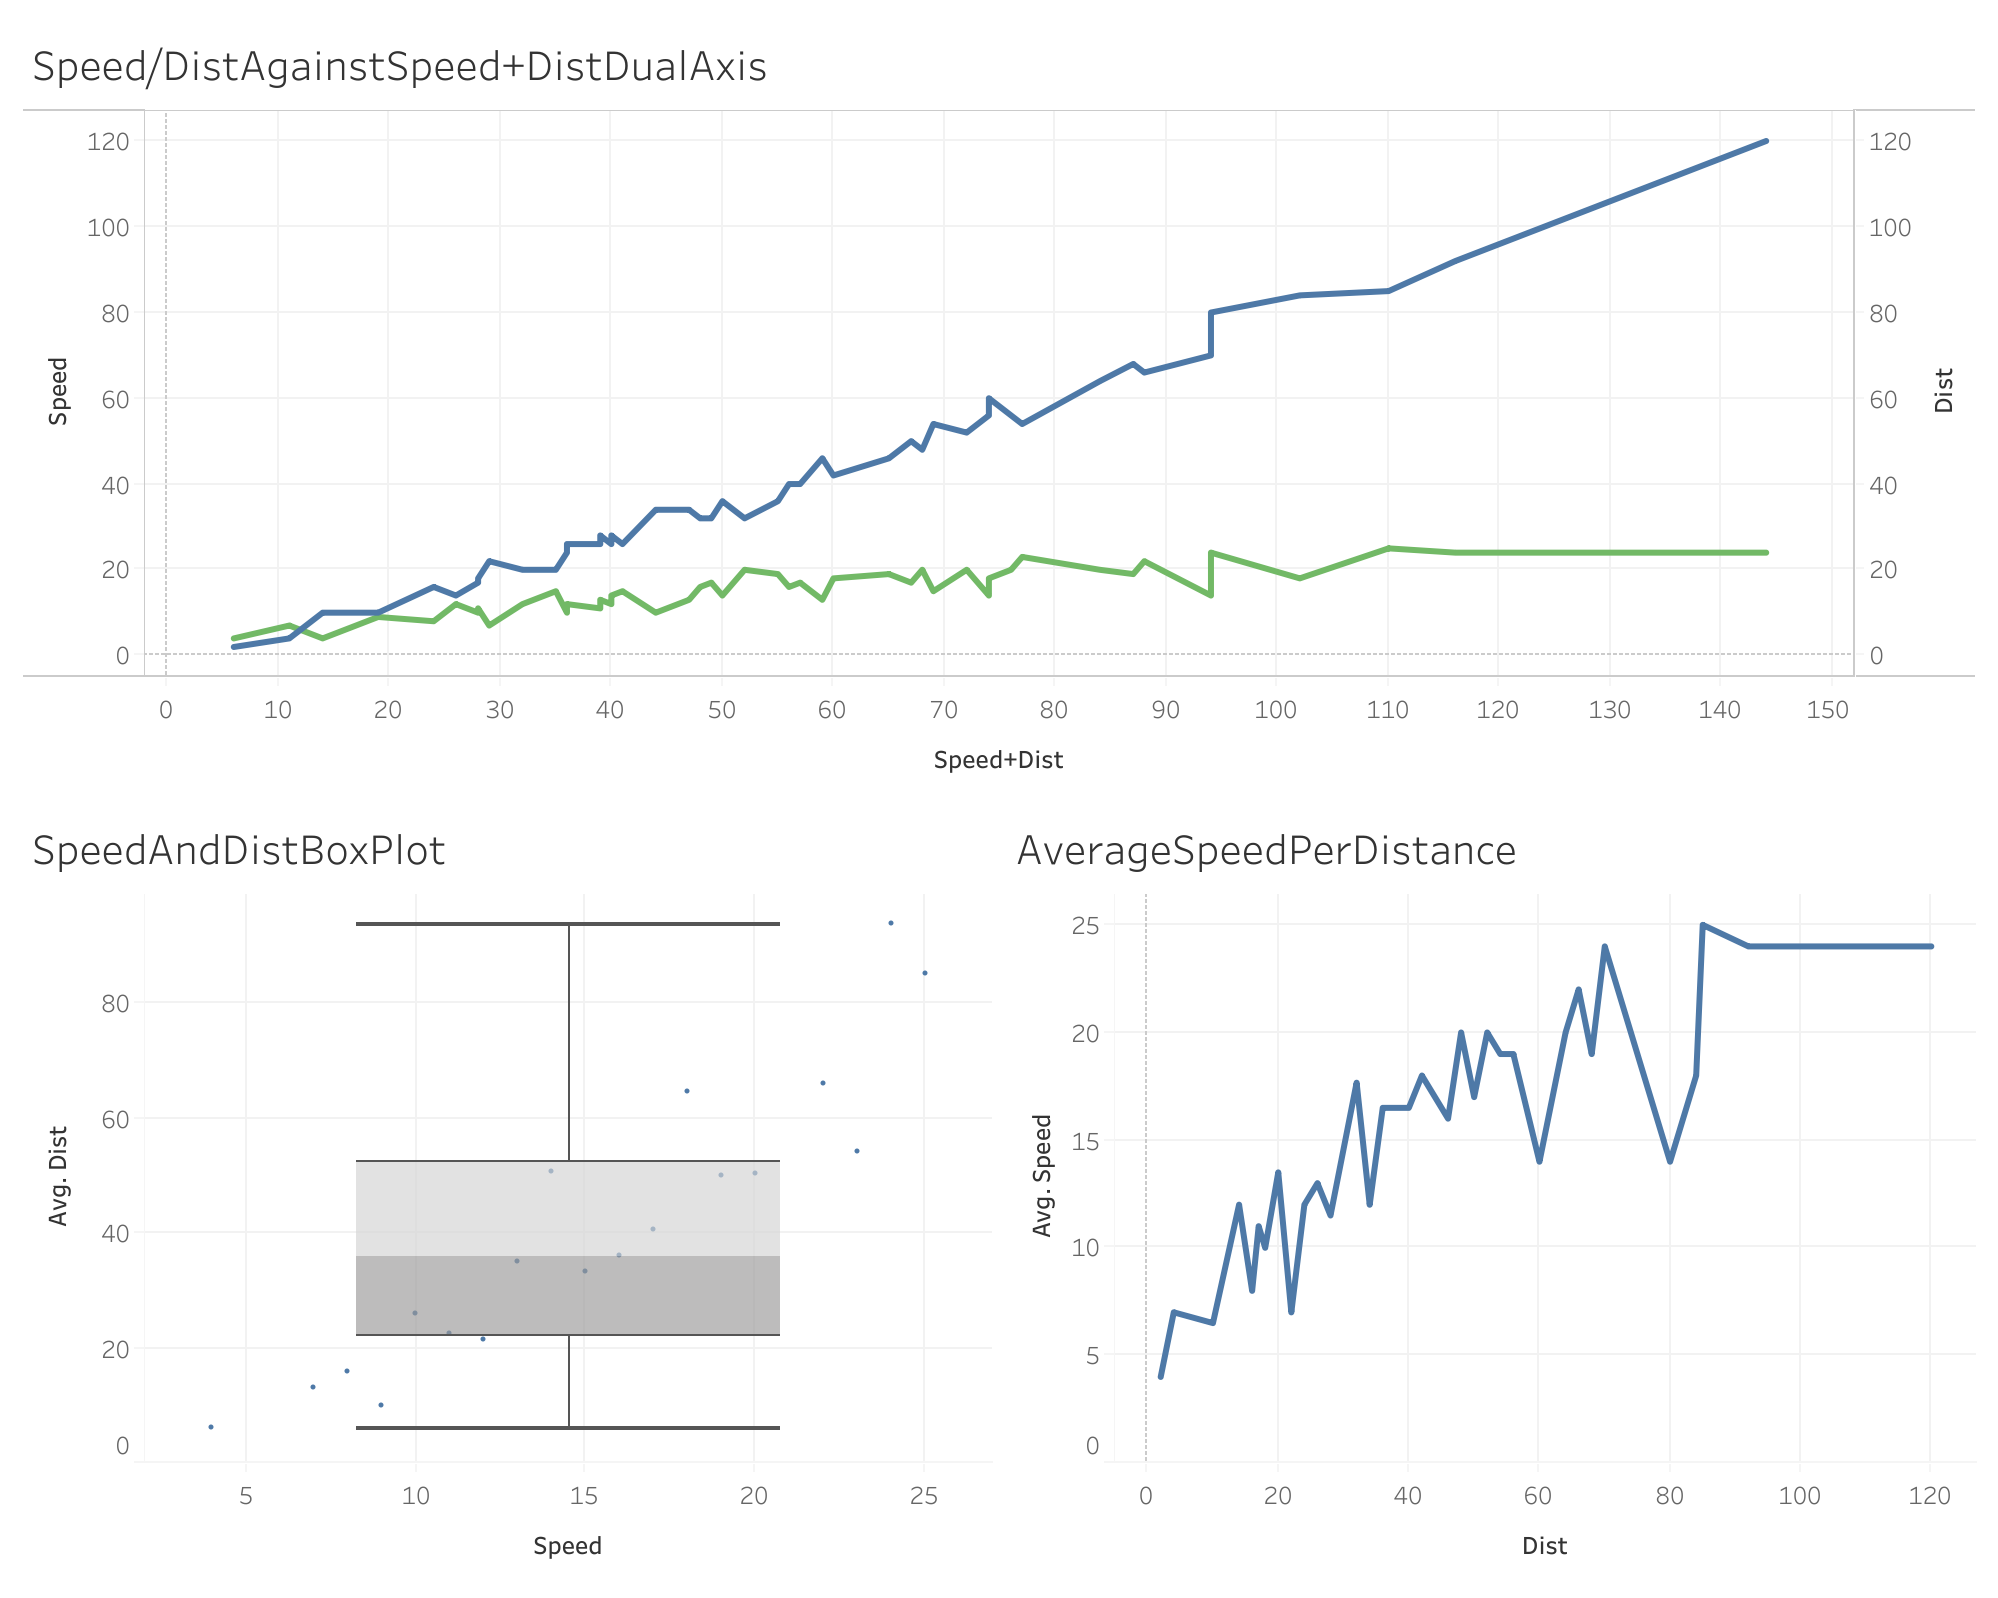 Speed/DistAgainstSpeed+DistDualAxis
120
100
80
60
40
20
0
Speed
120
100
80
60
40
20
0
Dist
0 10 20 30 40 50 60 70 80 90 100 110 120 130 140 150
Speed+Dist
SpeedAndDistBoxPlot
80
60
40
20
0
Avg. Dist
5 10 15 20 25
Speed
AverageSpeedPerDistance
25
20
15
10
5
0
Avg. Speed
0 20 40 60 80 100 120
Dist